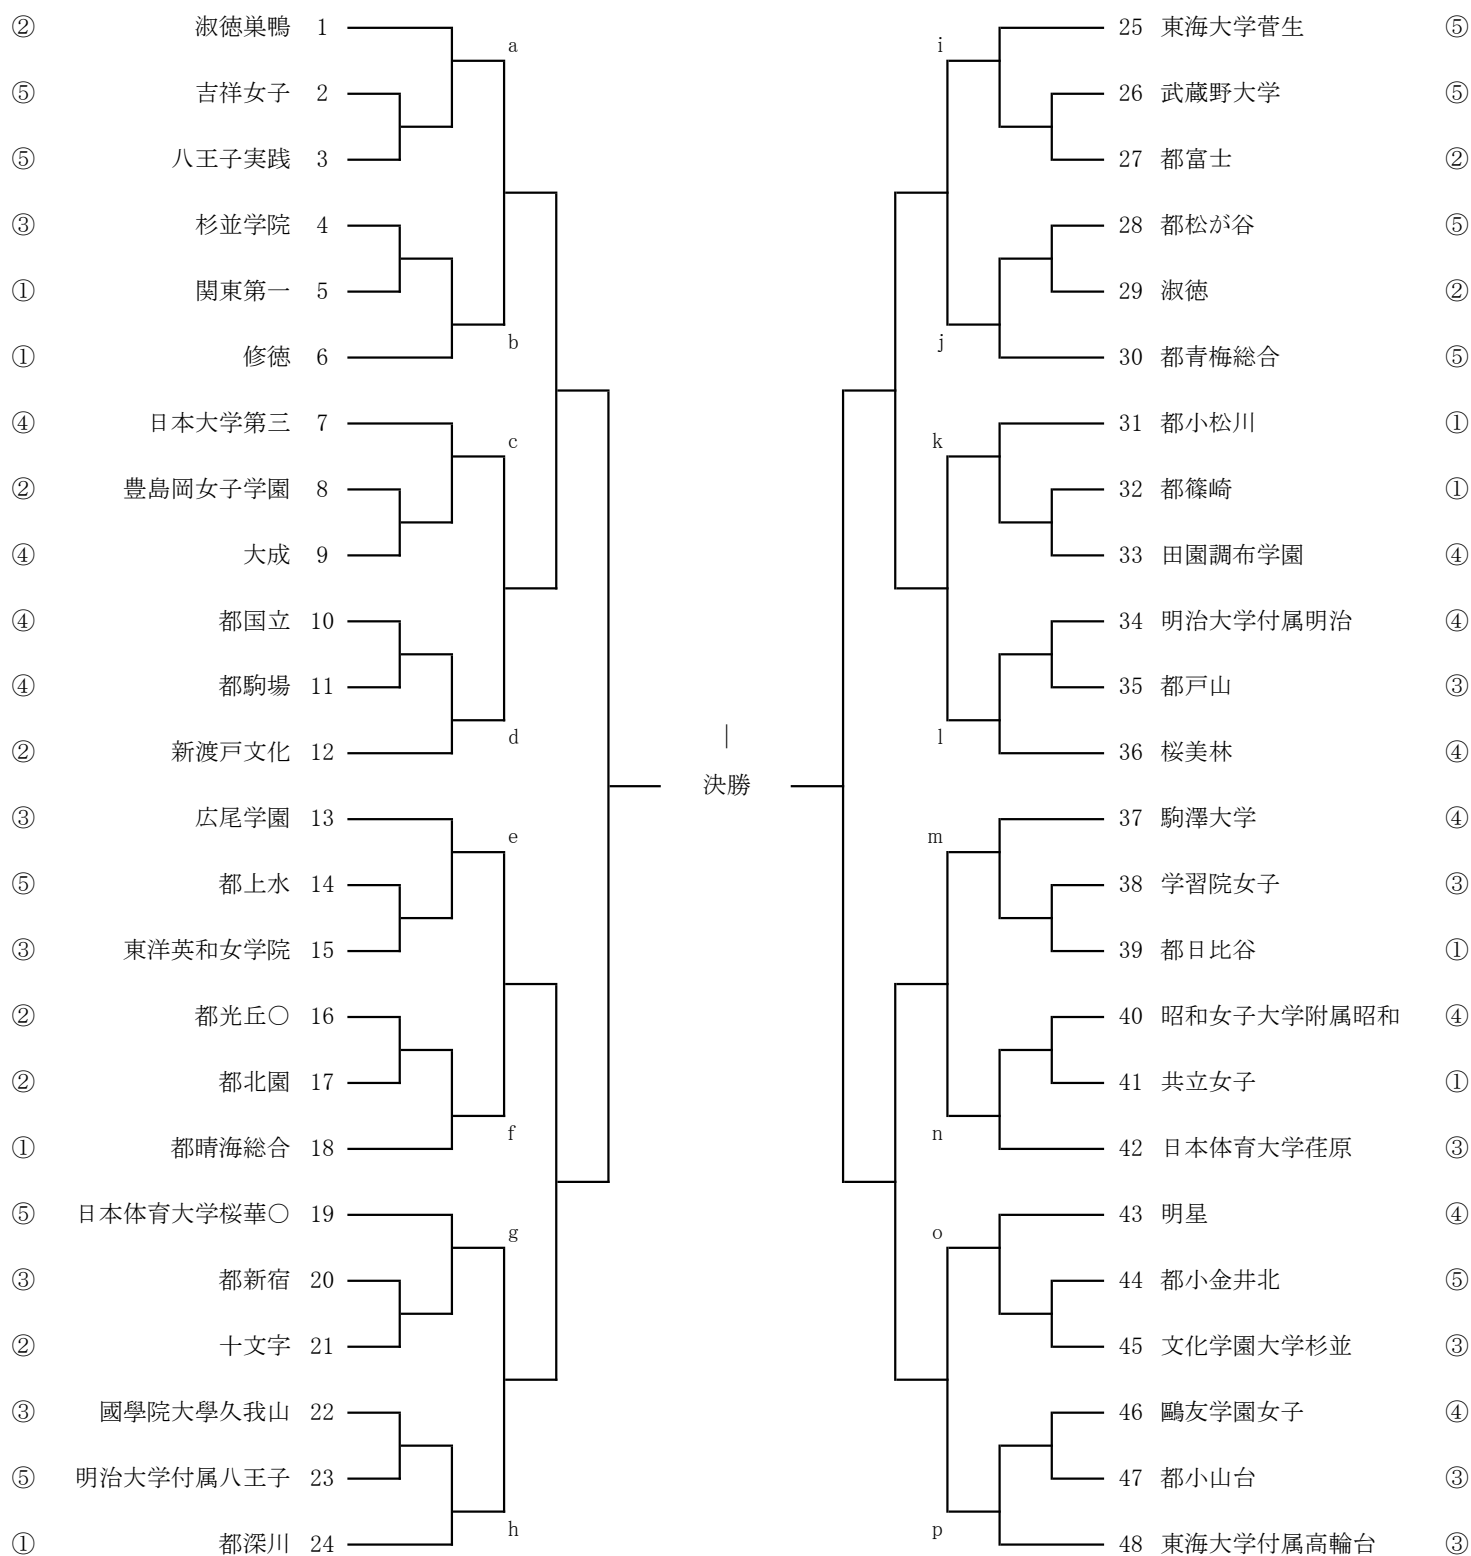 ② 淑徳巣鴨 1
a
⑤ 吉祥女子 2
⑤ 八王子実践 3
③ 杉並学院 4
① 関東第一 5
b
① 修徳 6
④ 日本大学第三 7
c
② 豊島岡女子学園 8
④ 大成 9
④ 都国立 10
④ 都駒場 11
d
② 新渡戸文化 12
③ 広尾学園 13
e
⑤ 都上水 14
③ 東洋英和女学院 15
② 都光丘〇 16
② 都北園 17
f
① 都晴海総合 18
⑤ 日本体育大学桜華〇 19
g
③ 都新宿 20
② 十文字 21
③ 國學院大學久我山 22
⑤ 明治大学付属八王子 23
h
① 都深川 24
｜
決勝
25 東海大学菅生 ⑤
i
26 武蔵野大学 ⑤
27 都富士 ②
28 都松が谷 ⑤
29 淑徳 ②
j
30 都青梅総合 ⑤
31 都小松川 ①
k
32 都篠崎 ①
33 田園調布学園 ④
34 明治大学付属明治 ④
35 都戸山 ③
l
36 桜美林 ④
37 駒澤大学 ④
m
38 学習院女子 ③
39 都日比谷 ①
40 昭和女子大学附属昭和 ④
41 共立女子 ①
n
42 日本体育大学荏原 ③
43 明星 ④
o
44 都小金井北 ⑤
45 文化学園大学杉並 ③
46 鷗友学園女子 ④
47 都小山台 ③
p
48 東海大学付属高輪台 ③